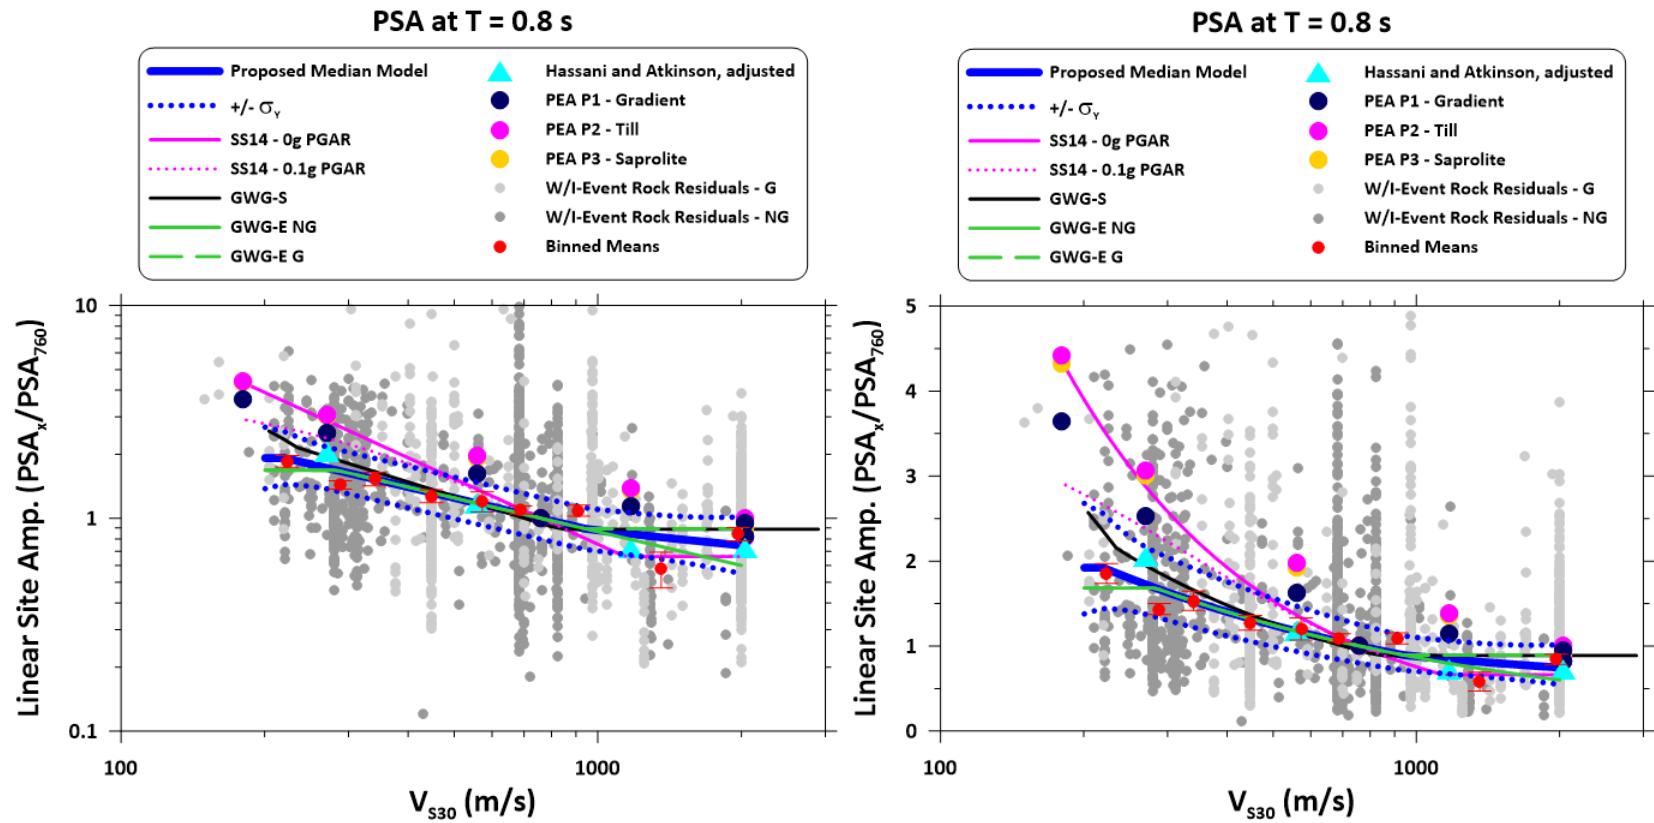 PSA at T = 0.8 s
Proposed Median Model
+/- σY
SS14 - 0g PGAR
SS14 - 0.1g PGAR
GWG-S
GWG-E NG
GWG-E G
Hassani and Atkinson, adjusted
PEA P1 - Gradient
PEA P2 - Till
PEA P3 - Saprolite
W/I-Event Rock Residuals - G
W/I-Event Rock Residuals - NG
Binned Means
Linear Site Amp. (PSAx/PSA760)
10
1
0.1
100 1000
VS30 (m/s)
PSA at T = 0.8 s
Proposed Median Model
+/- σY
SS14 - 0g PGAR
SS14 - 0.1g PGAR
GWG-S
GWG-E NG
GWG-E G
Hassani and Atkinson, adjusted
PEA P1 - Gradient
PEA P2 - Till
PEA P3 - Saprolite
W/I-Event Rock Residuals - G
W/I-Event Rock Residuals - NG
Binned Means
Linear Site Amp. (PSAx/PSA760)
5
4
3
2
1
0
100 1000
VS30 (m/s)